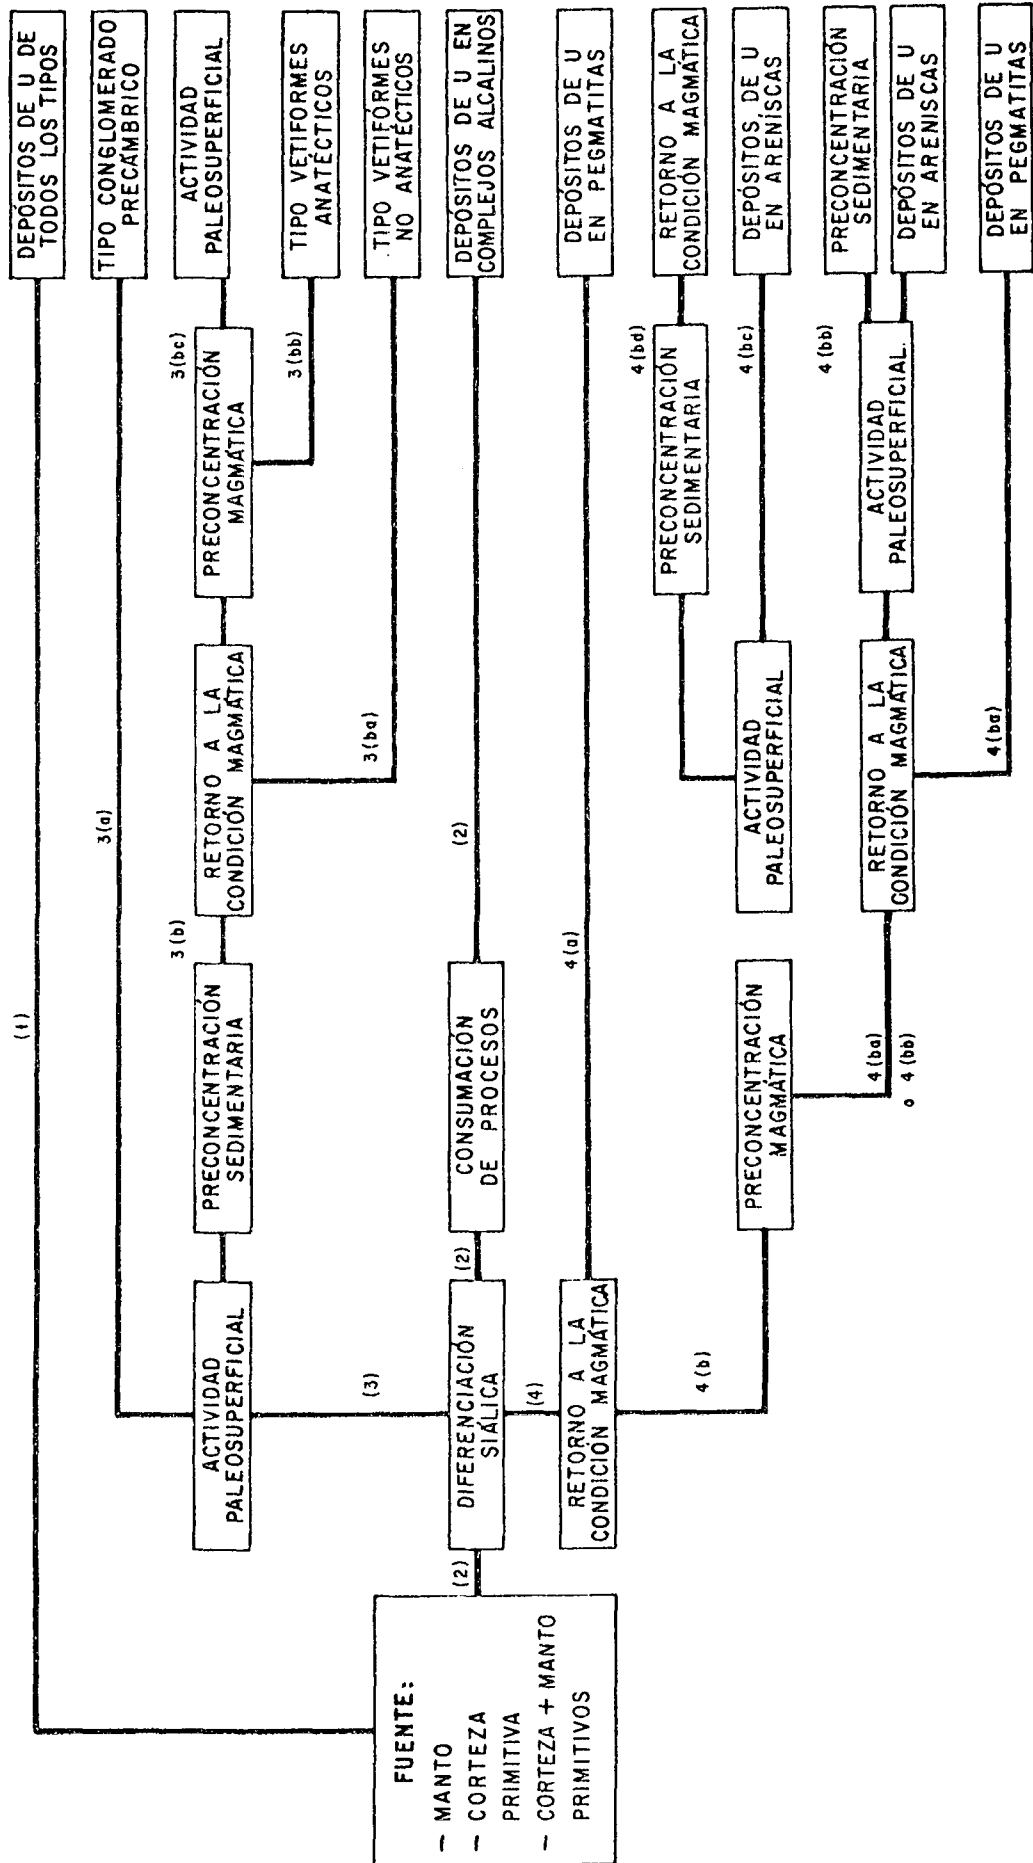 FUENTE:
– MANTO
– CORTEZA
PRIMITIVA
– CORTEZA + MANTO
PRIMITIVOS
(1)
DEPÓSITOS DE U DE
TODOS LOS TIPOS
(2)
DIFERENCIACIÓN
SIÁLICA
(3)
ACTIVIDAD
PALEOSUPERFICIAL
3(a)
TIPO CONGLOMERADO
PRECÁMBRICO
PRECONCENTRACIÓN
SEDIMENTARIA
3(b)
RETORNO A LA
CONDICIÓN MAGMÁTICA
PRECONCENTRACIÓN
MAGMÁTICA
3(bc)
ACTIVIDAD
PALEOSUPERFICIAL
3(bb)
TIPO VETIFORMES
ANATÉCTICOS
3(ba)
TIPO VETIFORMES
NO ANATÉCTICOS
(2)
CONSUMACIÓN
DE PROCESOS
(2)
DEPÓSITOS DE U EN
COMPLEJOS ALCALINOS
(4)
RETORNO A LA
CONDICIÓN MAGMÁTICA
4(a)
DEPÓSITOS DE U
EN PEGMATITAS
4(b)
PRECONCENTRACIÓN
MAGMÁTICA
ACTIVIDAD
PALEOSUPERFICIAL
PRECONCENTRACIÓN
SEDIMENTARIA
4(bd)
RETORNO A LA
CONDICIÓN MAGMÁTICA
4(bc)
DEPÓSITOS DE U
EN ARENÍSCAS
4(ba)
o 4(bb)
RETORNO A LA
CONDICIÓN MAGMÁTICA
ACTIVIDAD
PALEOSUPERFICIAL.
4(bb)
PRECONCENTRACIÓN
SEDIMENTARIA
DEPÓSITOS DE U
EN ARENISCAS
4(ba)
DEPÓSITOS DE U
EN PEGMATITAS